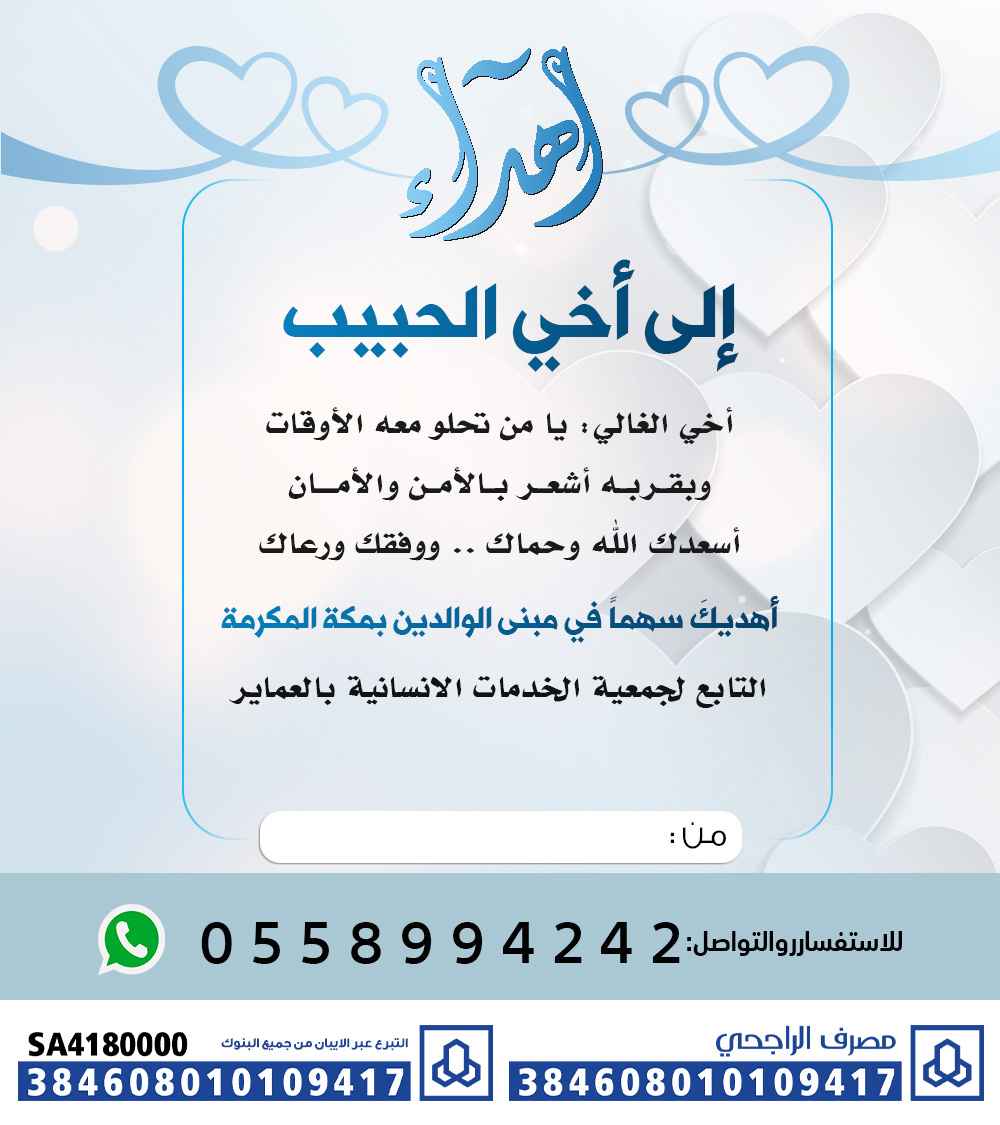 إهدآء
إلى أخي الحبيب
أخي الغالي: يا من تحلو معه الأوقات
وبقربه أشعر بالأمن والأمان
أسعدك الله وحماك .. ووفقك ورعاك
أهديكَ سهماً في مبنى الوالدين بمكة المكرمة
التابع لجمعية الخدمات الانسانية بالعماير
من :
للاستفساروالتواصل: 0558994242
مصرف الراجحي
384608010109417
التبرع عبر الايبان من جميع البنوك SA4180000
384608010109417